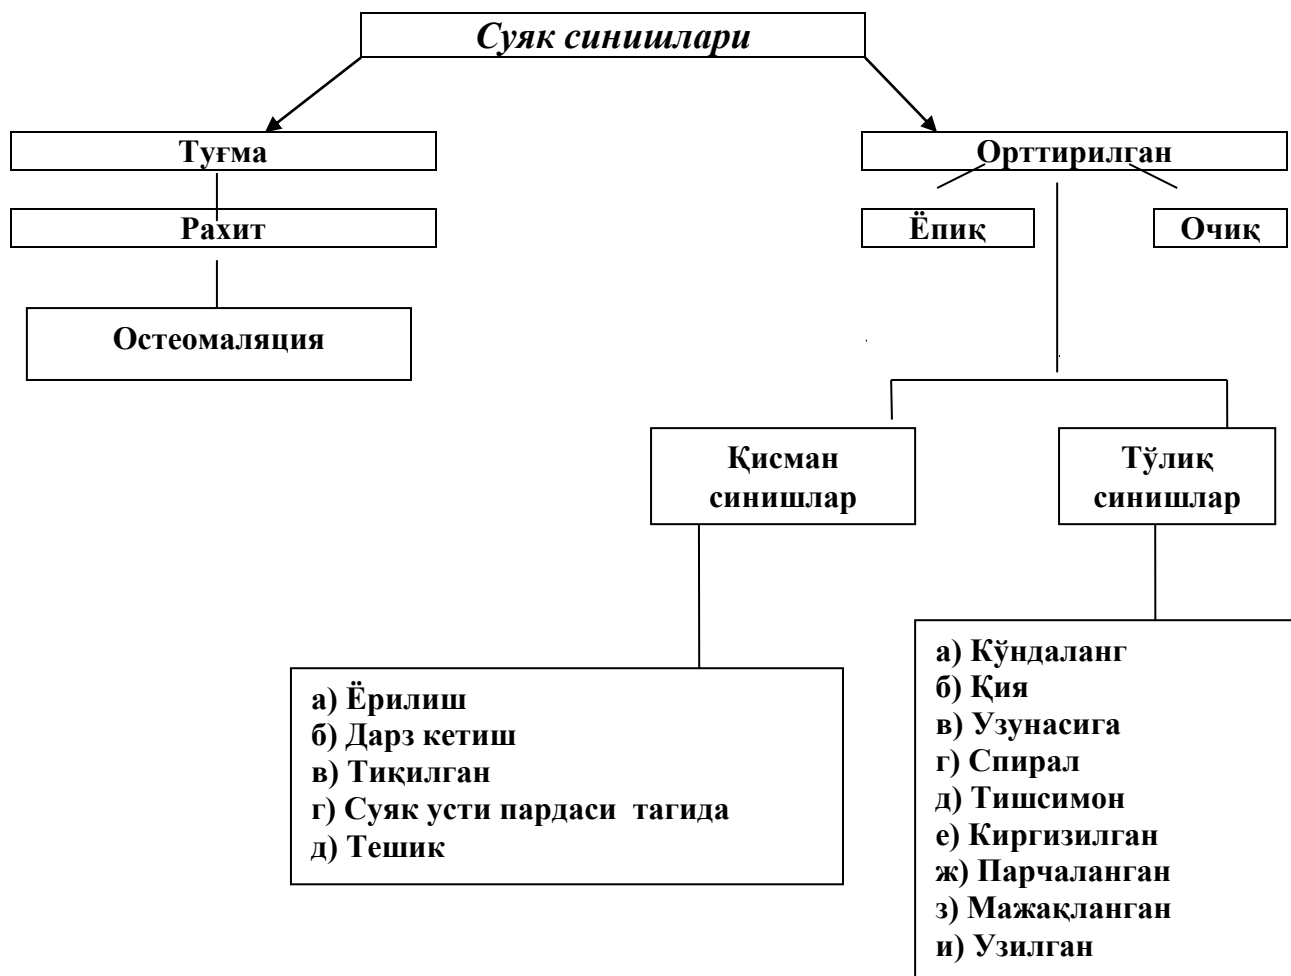 Суяк синишлари
Туғма
Орттирилган
Рахит
Ёпиқ
Очиқ
Остеомаляция
Қисман
синишлар
Тўлиқ
синишлар
а) Ёрилиш
б) Дарз кетиш
в) Тиқилган
г) Суяк усти пардаси тагида
д) Тешик
а) Кўндаланг
б) Қия
в) Узунасига
г) Спирал
д) Тишсимон
е) Киргизилган
ж) Парчаланган
з) Мажақланган
и) Узилган